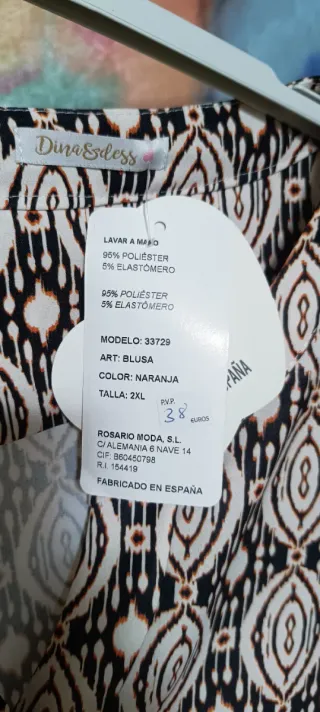 Dina&dess
LAVAR A MANO
95% POLIÉSTER
5% ELASTÓMERO
95% POLIÉSTER
5% ELASTÓMERO
MODELO: 33729
ART: BLUSA
COLOR: NARANJA
TALLA: 2XL
P.V.P.
38 EUROS
ROSARIO MODA, S.L.
C/ ALEMANIA 6 NAVE 14
CIF: B60450798
R.I. 154419
FABRICADO EN ESPAÑA